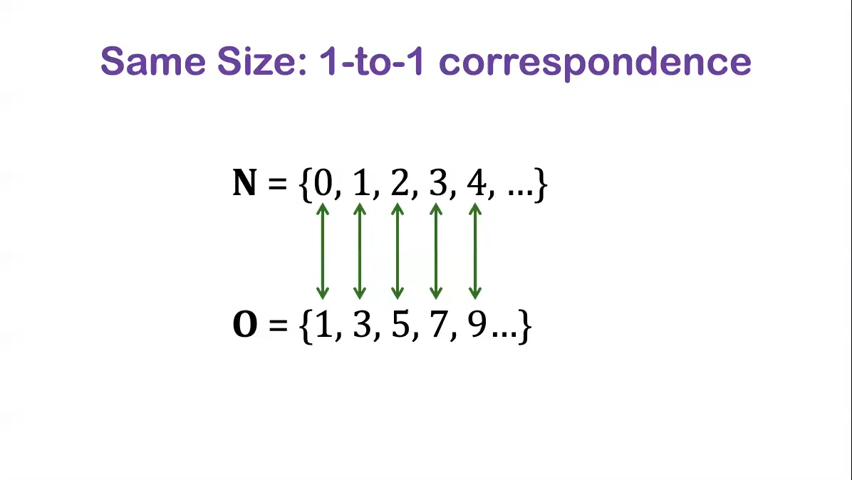 Same Size: 1-to-1 correspondence
N = {0, 1, 2, 3, 4, ...}
O = {1, 3, 5, 7, 9...}